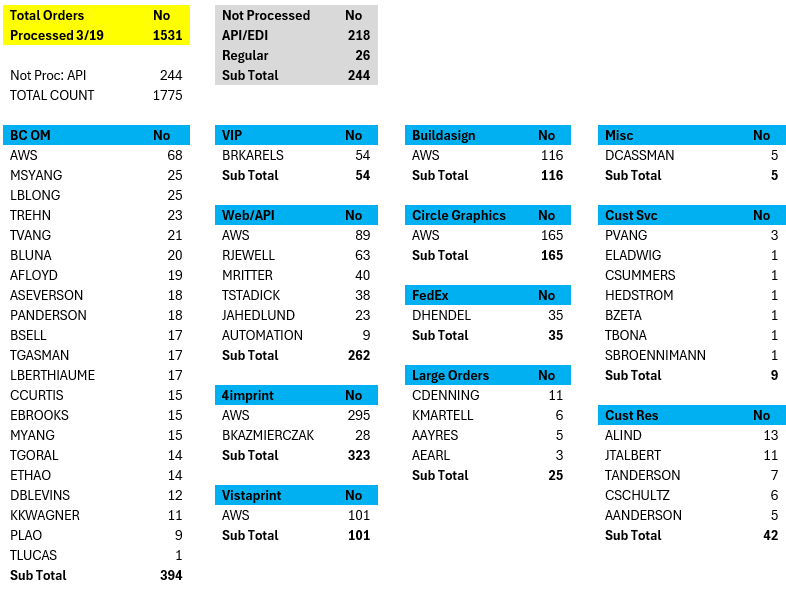 Total Orders No
Processed 3/19 1531
Not Proc: API 244
TOTAL COUNT 1775
Not Processed No
API/EDI 218
Regular 26
Sub Total 244
BC OM No
AWS 68
MSYANG 25
LBLONG 25
TREHN 23
TVANG 21
BLUNA 20
AFLOYD 19
ASEVERSON 18
PANDERSON 18
BSELL 17
TGASMAN 17
LBERTHIAUME 17
CCURTIS 15
EBROOKS 15
MYANG 15
TGORAL 14
ETHAO 14
DBLEVINS 12
KKWAGNER 11
PLAO 9
TLUCAS 1
Sub Total 394
VIP No
BRKARELS 54
Sub Total 54
Web/API No
AWS 89
RJEWELL 63
MRITTER 40
TSTADICK 38
JAHEDLUND 23
AUTOMATION 9
Sub Total 262
4imprint No
AWS 295
BKAZMIERCZAK 28
Sub Total 323
Vistaprint No
AWS 101
Sub Total 101
Buildasign No
AWS 116
Sub Total 116
Circle Graphics No
AWS 165
Sub Total 165
FedEx No
DHENDEL 35
Sub Total 35
Large Orders No
CDENNING 11
KMARTELL 6
AAYRES 5
AEARL 3
Sub Total 25
Misc No
DCASSMAN 5
Sub Total 5
Cust Svc No
PVANG 3
ELADWIG 1
CSUMMERS 1
HEDSTROM 1
BZETA 1
TBONA 1
SBROENNIMANN 1
Sub Total 9
Cust Res No
ALIND 13
JTALBERT 11
TANDERSON 7
CSCHULTZ 6
AANDERSON 5
Sub Total 42